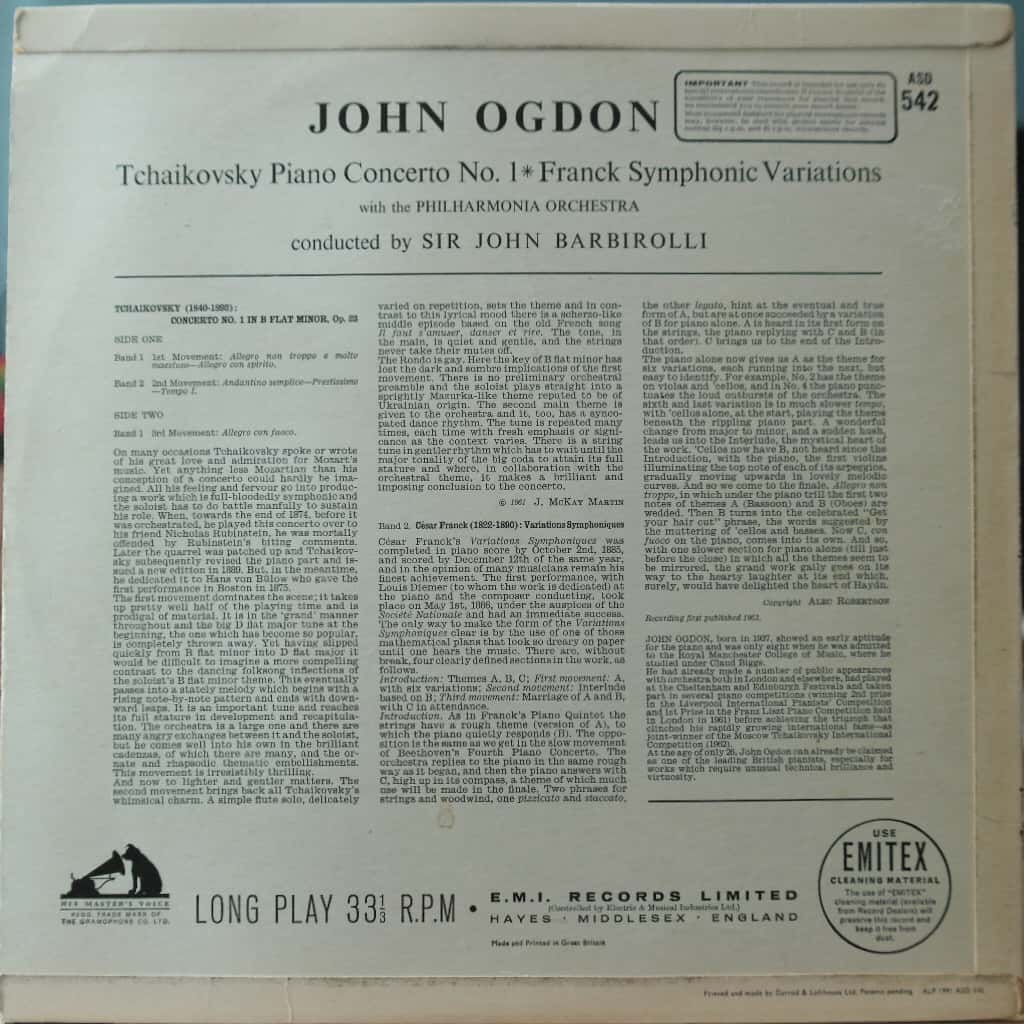 JOHN OGDON
IMPORTANT
ASD
542
Tchaikovsky Piano Concerto No. 1 * Franck Symphonic Variations
with the PHILHARMONIA ORCHESTRA
conducted by SIR JOHN BARBIROLLI
TCHAIKOVSKY (1840-1893):
CONCERTO NO. 1 IN B FLAT MINOR, Op. 23
SIDE ONE
Band 1 1st Movement: Allegro non troppo e molto
maestoso—Allegro con spirito.
Band 2 2nd Movement: Andantino semplice—Prestissimo
—Tempo I.
SIDE TWO
Band 1 3rd Movement: Allegro con fuoco.
On many occasions Tchaikovsky spoke or wrote
of his great love and admiration for Mozart's
music. Yet anything less Mozartian than his
conception of a concerto could hardly be ima-
gined. All his feeling and fervour go into produc-
ing a work which is full-bloodedly symphonic and
the soloist has to do battle manfully to sustain
his role. When, towards the end of 1874, before it
was orchestrated, he played this concerto over to
his friend Nicholas Rubinstein, he was mortally
offended by Rubinstein's biting comments.
Later the quarrel was patched up and Tchaikov-
sky subsequently revised the piano part and is-
sued a new edition in 1889. But, in the meantime,
he dedicated it to Hans von Bülow who gave the
first performance in Boston in 1875.
The first movement dominates the scene; it takes
up pretty well half of the playing time and is
prodigal of material. It is in the 'grand' manner
throughout and the big D flat major tune at the
beginning, the one which has become so popular,
is completely thrown away. Yet having slipped
quickly from B flat minor into D flat major it
would be difficult to imagine a more compelling
contrast to the dancing folksong inflections of
the soloist's B flat minor theme. This eventually
passes into a stately melody which begins with a
rising note-by-note pattern and ends with down-
ward leaps. It is an important tune and reaches
its full stature in development and recapitula-
tion. The orchestra is a large one and there are
many angry exchanges between it and the soloist,
but he comes well into his own in the brilliant
cadenzas, of which there are many, and the or-
nate and rhapsodic thematic embellishments.
This movement is irresistibly thrilling.
And now to lighter and gentler matters. The
second movement brings back all Tchaikovsky's
whimsical charm. A simple flute solo, delicately
varied on repetition, sets the theme and in con-
trast to this lyrical mood there is a scherzo-like
middle episode based on the old French song
Il faut s'amuser, danser et rire. The tone, in
the main, is quiet and gentle, and the strings
never take their mutes off.
The Rondo is gay. Here the key of B flat minor has
lost the dark and sombre implications of the first
movement. There is no preliminary orchestral
preamble and the soloist plays straight into a
sprightly Mazurka-like theme reputed to be of
Ukrainian origin. The second main theme is
given to the orchestra and it, too, has a synco-
pated dance rhythm. The tune is repeated many
times, each time with fresh emphasis or signi-
cance as the context varies. There is a string
tune in gentler rhythm which has to wait until the
major tonality of the big coda to attain its full
stature and where, in collaboration with the
orchestral theme, it makes a brilliant and
imposing conclusion to the concerto.
© 1961 J. McKAY MARTIN
Band 2. César Franck (1822-1890): Variations Symphoniques
César Franck's Variations Symphoniques was
completed in piano score by October 2nd, 1885,
and scored by December 12th of the same year,
and in the opinion of many musicians remain his
finest achievement. The first performance, with
Louis Diemer (to whom the work is dedicated) at
the piano and the composer conducting, took
place on May 1st, 1886, under the auspices of the
Société Nationale and had an immediate success.
The only way to make the form of the Variations
Symphoniques clear is by the use of one of those
mathematical plans that look so dreary on paper
until one hears the music. There are, without
break, four clearly defined sections in the work, as
follows.
Introduction: Themes A, B, C; First movement: A,
with six variations; Second movement: Interlude
based on B; Third movement: Marriage of A and B,
with C in attendance.
Introduction. As in Franck's Piano Quintet the
strings have a rough theme (version of A), to
which the piano quietly responds (B). The oppo-
sition is the same as we get in the slow movement
of Beethoven's Fourth Piano Concerto. The
orchestra replies to the piano in the same rough
way as it began, and then the piano answers with
C, high up in its compass, a theme of which much
use will be made in the finale. Two phrases for
strings and woodwind, one pizzicato and staccato,
the other legato, hint at the eventual and true
form of A, but are at once succeeded by a variation
of B for piano alone. A is heard in its first form on
the strings, the piano replying with C and B (in
that order). C brings us to the end of the Intro-
duction.
The piano alone now gives us A as the theme for
six variations, each running into the next, but
easy to identify. For example, No. 2 has the theme
on violas and 'cellos, and in No. 4 the piano punc-
tuates the loud outbursts of the orchestra. The
sixth and last variation is in much slower tempo,
with 'cellos alone, at the start, playing the theme
beneath the rippling piano part. A wonderful
change from major to minor, and a sudden hush,
leads us into the Interlude, the mystical heart of
the work. 'Cellos now have B, not heard since the
Introduction, with the piano, first violins
illuminating the top note of each of its arpeggios,
gradually moving upwards in lovely melodic
curves. And so we come to the finale, Allegro non
troppo, in which under the piano trill the first two
notes of themes A (Bassoon) and B (Oboes) are
wedded. Then B turns into the celebrated "Get
your hair cut" phrase, the words suggested by
the muttering of 'cellos and basses. Now C, con
fuoco on the piano, comes into its own. And so,
with one slower section for piano alone (till just
before the close) in which all the themes seem to
be mirrored, the grand work gally goes on its
way to the hearty laughter at its end which,
surely, would have delighted the heart of Haydn.
Copyright ALEC ROBERTSON
Recording first published 1963.
JOHN OGDON, born in 1937, showed an early aptitude
for the piano and was only eight when he was admitted
to the Royal Manchester College of Music, where he
studied under Claud Biggs.
He had already made a number of public appearances
with orchestra both in London and elsewhere, had played
at the Cheltenham and Edinburgh Festivals and taken
part in several piano competitions (winning 2nd prize
in the Liverpool International Pianists' Competition
and 1st Prize in the Franz Liszt Piano Competition held
in London in 1961) before achieving the triumph that
clinched his rapidly growing international fame—as
joint-winner of the Moscow Tchaikovsky International
Competition (1962).
At the age of only 26, John Ogdon can already be claimed
as one of the leading British pianists, especially for
works which require unusual technical brilliance and
virtuosity.
HIS MASTER'S VOICE
REGD. TRADE MARK OF
THE GRAMOPHONE CO. LTD.
LONG PLAY 33⅓ R.P.M •
E.M.I. RECORDS LIMITED
(Controlled by Electric & Musical Industries Ltd.)
HAYES · MIDDLESEX · ENGLAND
Made and Printed in Great Britain
USE
EMITEX
CLEANING MATERIAL
The use of "EMITEX"
cleaning material (available
from Record Dealers) will
preserve this record and
keep it free from
dust.
Printed and made by Garrod & Lofthouse Ltd. Patents pending ALP 1991 ASD 542